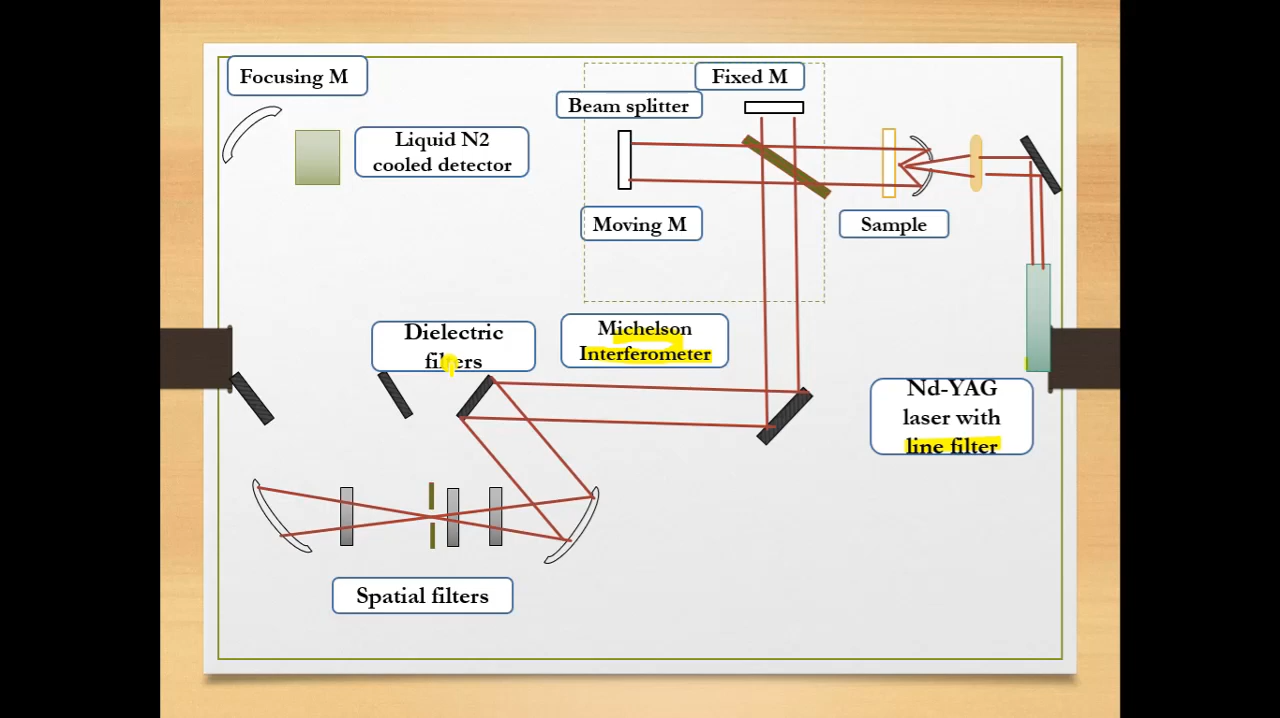 Focusing M
Fixed M
Beam splitter
Liquid N2
cooled detector
Moving M
Sample
Dielectric
filters
Michelson
Interferometer
Nd-YAG
laser with
line filter
Spatial filters